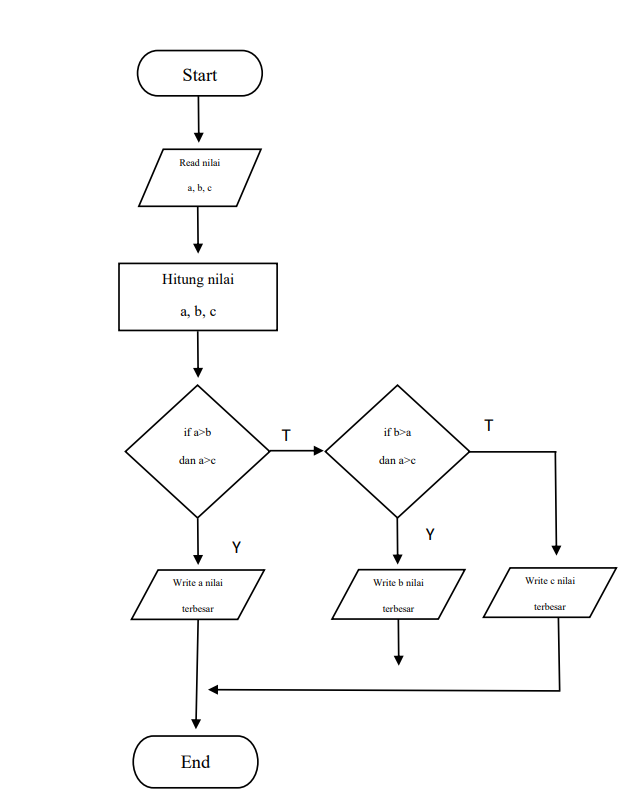 Start
Read nilai
a, b, c
Hitung nilai
a, b, c
if a>b
dan a>c
T
if b>a
dan a>c
T
Y
Y
Write a nilai
terbesar
Write b nilai
terbesar
Write c nilai
terbesar
End